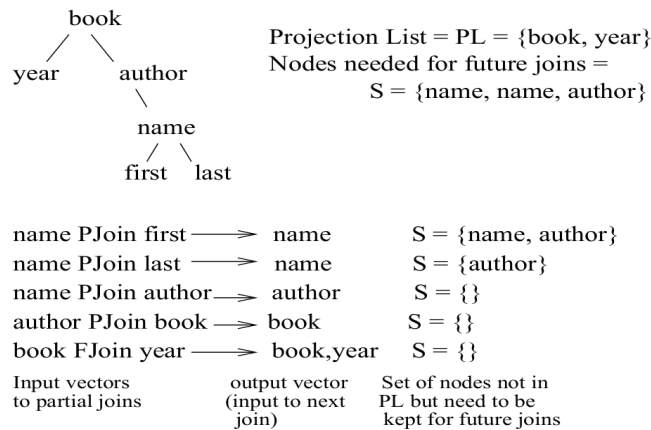 book
year author
name
first last
Projection List = PL = {book, year}
Nodes needed for future joins =
S = {name, name, author}
name PJoin first name S = {name, author}
name PJoin last name S = {author}
name PJoin author author S = {}
author PJoin book book S = {}
book FJoin year book,year S = {}
Input vectors
to partial joins
output vector
(input to next
join)
Set of nodes not in
PL but need to be
kept for future joins